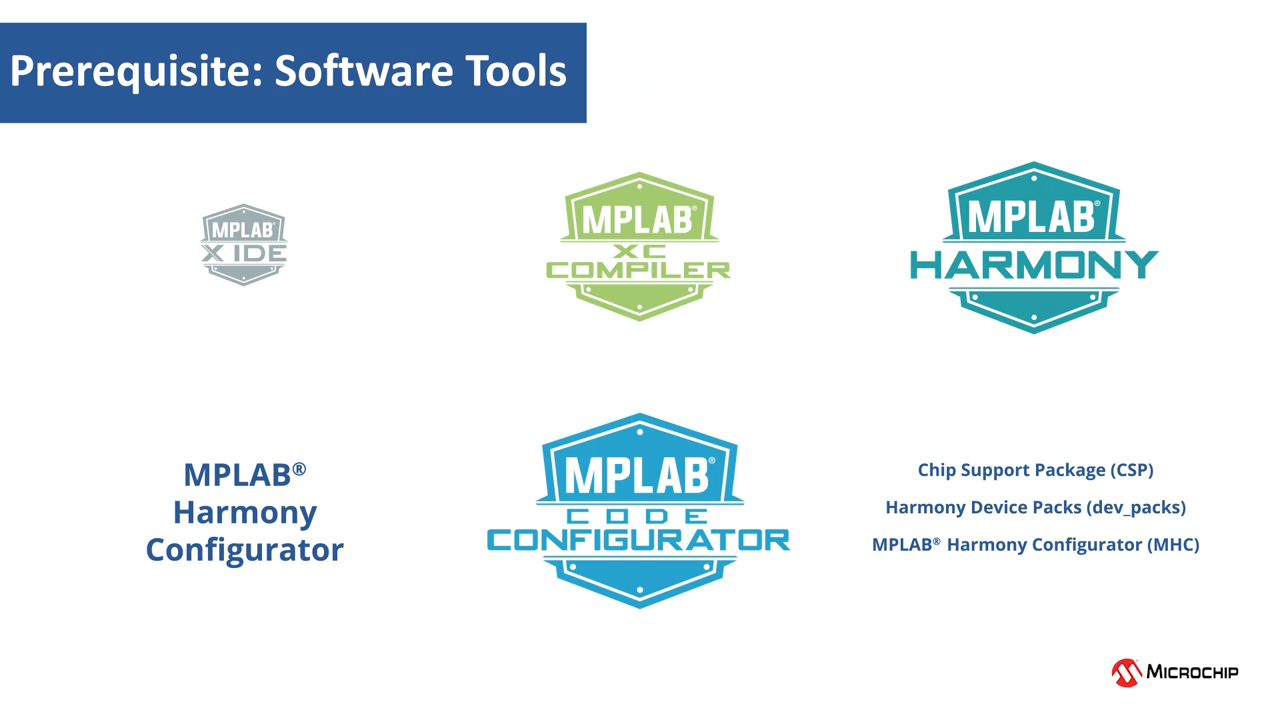 Prerequisite: Software Tools
MPLAB®
X IDE
MPLAB®
XC
COMPILER
MPLAB®
HARMONY
MPLAB®
Harmony
Configurator
MPLAB®
CODE
CONFIGURATOR
Chip Support Package (CSP)
Harmony Device Packs (dev_packs)
MPLAB® Harmony Configurator (MHC)
MICROCHIP